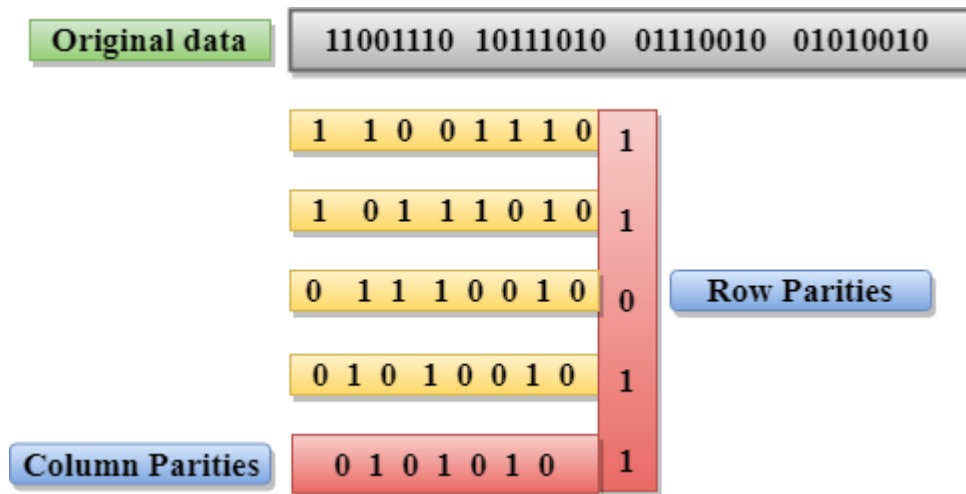 Original data 11001110 10111010 01110010 01010010
1 1 0 0 1 1 1 0 1
1 0 1 1 1 0 1 0 1
0 1 1 1 0 0 1 0 0
Row Parities
0 1 0 1 0 0 1 0 1
Column Parities 0 1 0 1 0 1 0 1